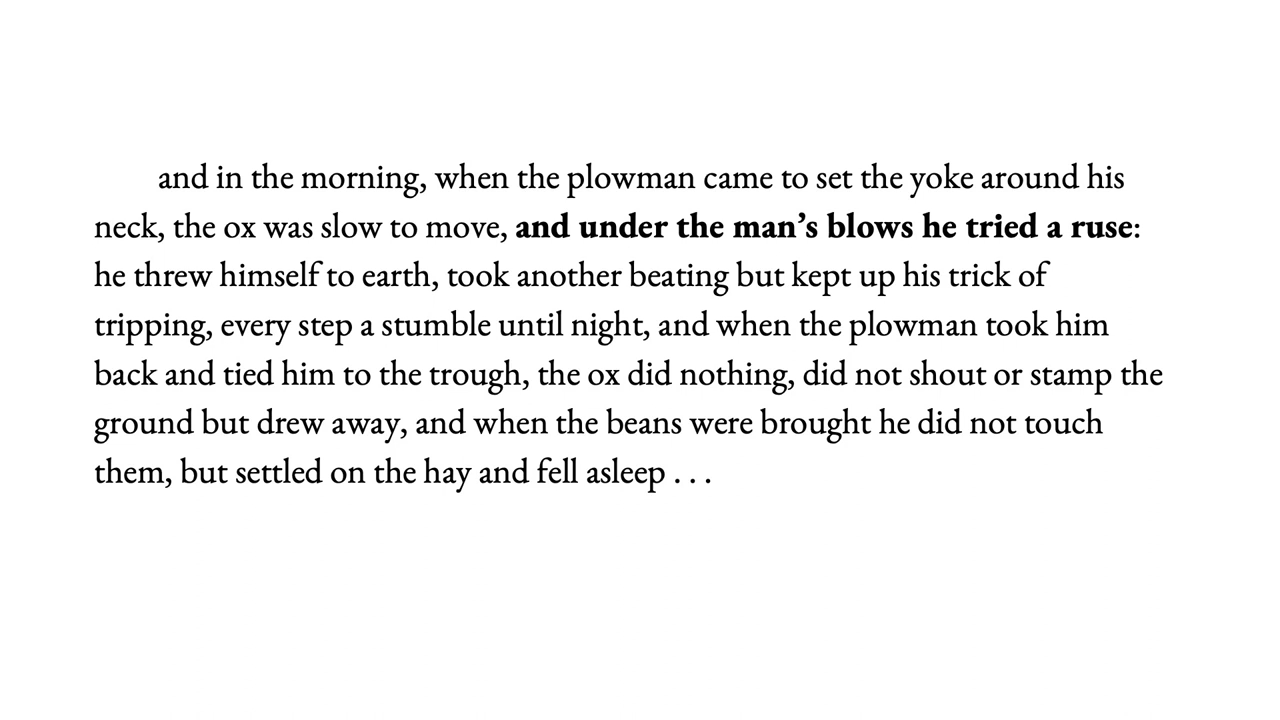 and in the morning, when the plowman came to set the yoke around his
neck, the ox was slow to move, and under the man’s blows he tried a ruse:
he threw himself to earth, took another beating but kept up his trick of
tripping, every step a stumble until night, and when the plowman took him
back and tied him to the trough, the ox did nothing, did not shout or stamp the
ground but drew away, and when the beans were brought he did not touch
them, but settled on the hay and fell asleep . . .